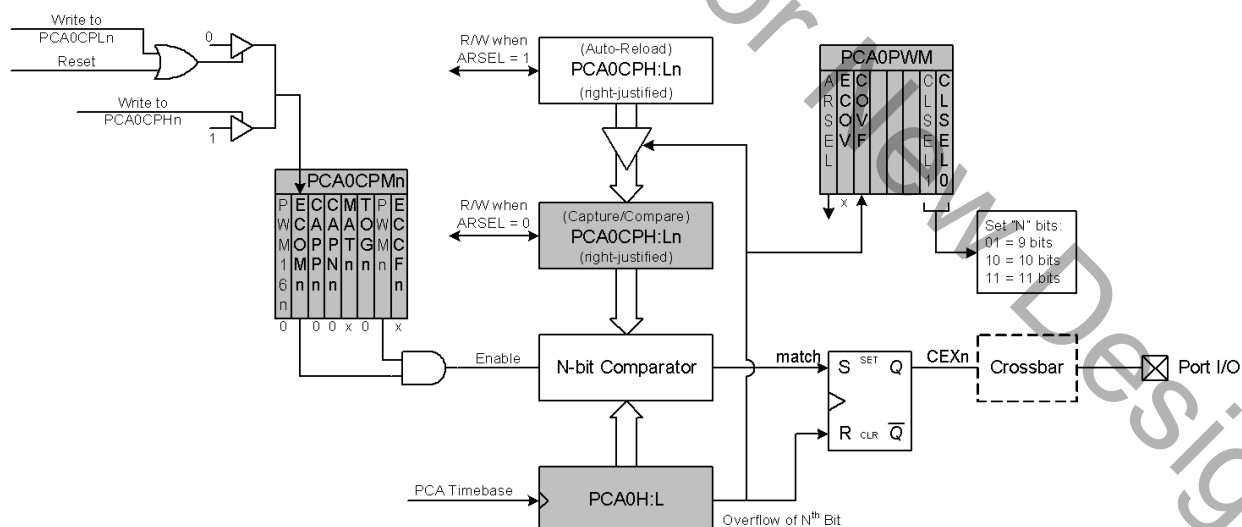 Write to
PCA0CPLn
Reset
0
Write to
PCA0CPHn
1
R/W when
ARSEL = 1
(Auto-Reload)
PCA0CPH:Ln
(right-justified)
PCA0PWM
ARSEL
ECOV
COVF
CLSEL1
CLSEL0
x
R/W when
ARSEL = 0
(Capture/Compare)
PCA0CPH:Ln
(right-justified)
PCA0CPMn
PWM16n
ECOMn
CAPPn
CAPNn
MATn
TOGn
PWMn
ECCFn
0 0 0 x 0 x
Set "N" bits:
01 = 9 bits
10 = 10 bits
11 = 11 bits
Enable
N-bit Comparator
match
S SET Q
R CLR Q
CEXn
Crossbar
Port I/O
PCA Timebase
PCA0H:L
Overflow of Nth Bit
or New Desig